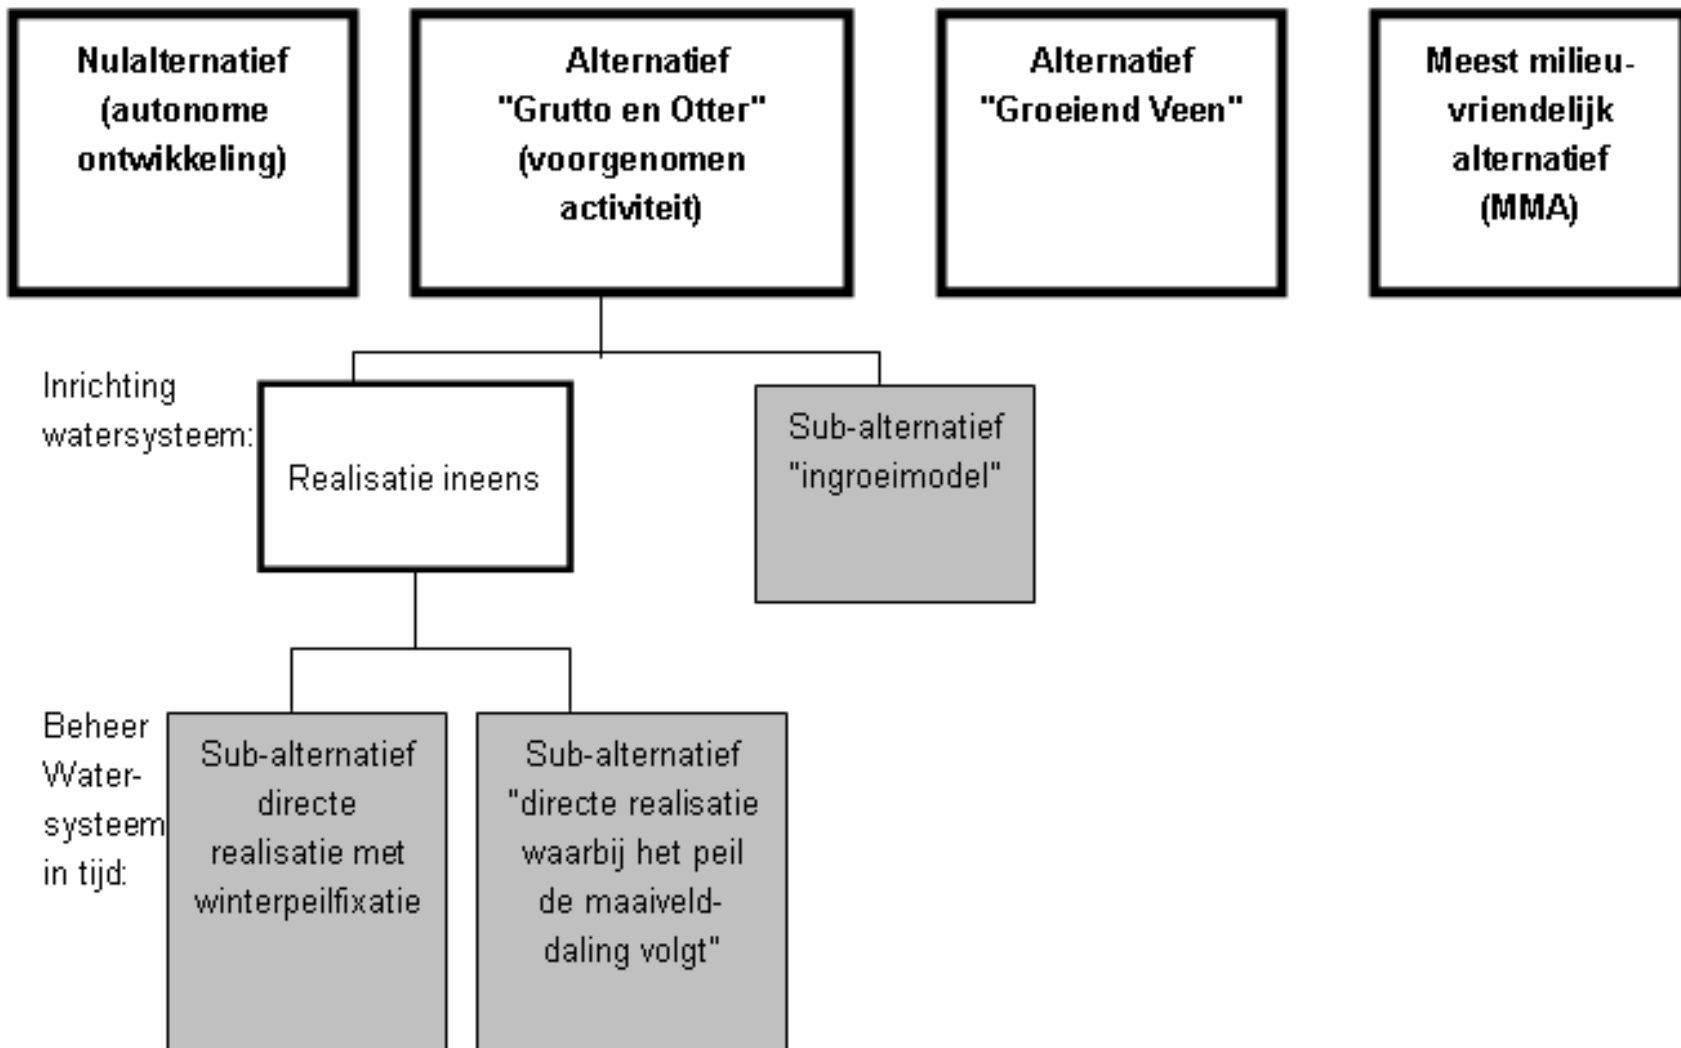 Nulalternatief
(autonome
ontwikkeling)
Alternatief
"Grutto en Otter"
(voorgenomen
activiteit)
Alternatief
"Groeiend Veen"
Meest milieu-
vriendelijk
alternatief
(MMA)
Inrichting
watersysteem:
Realisatie ineens
Sub-alternatief
"ingroeimodel"
Beheer
Water-
systeem
in tijd:
Sub-alternatief
directe
realisatie met
winterpeilfixatie
Sub-alternatief
"directe realisatie
waarbij het peil
de maaiveld-
daling volgt"